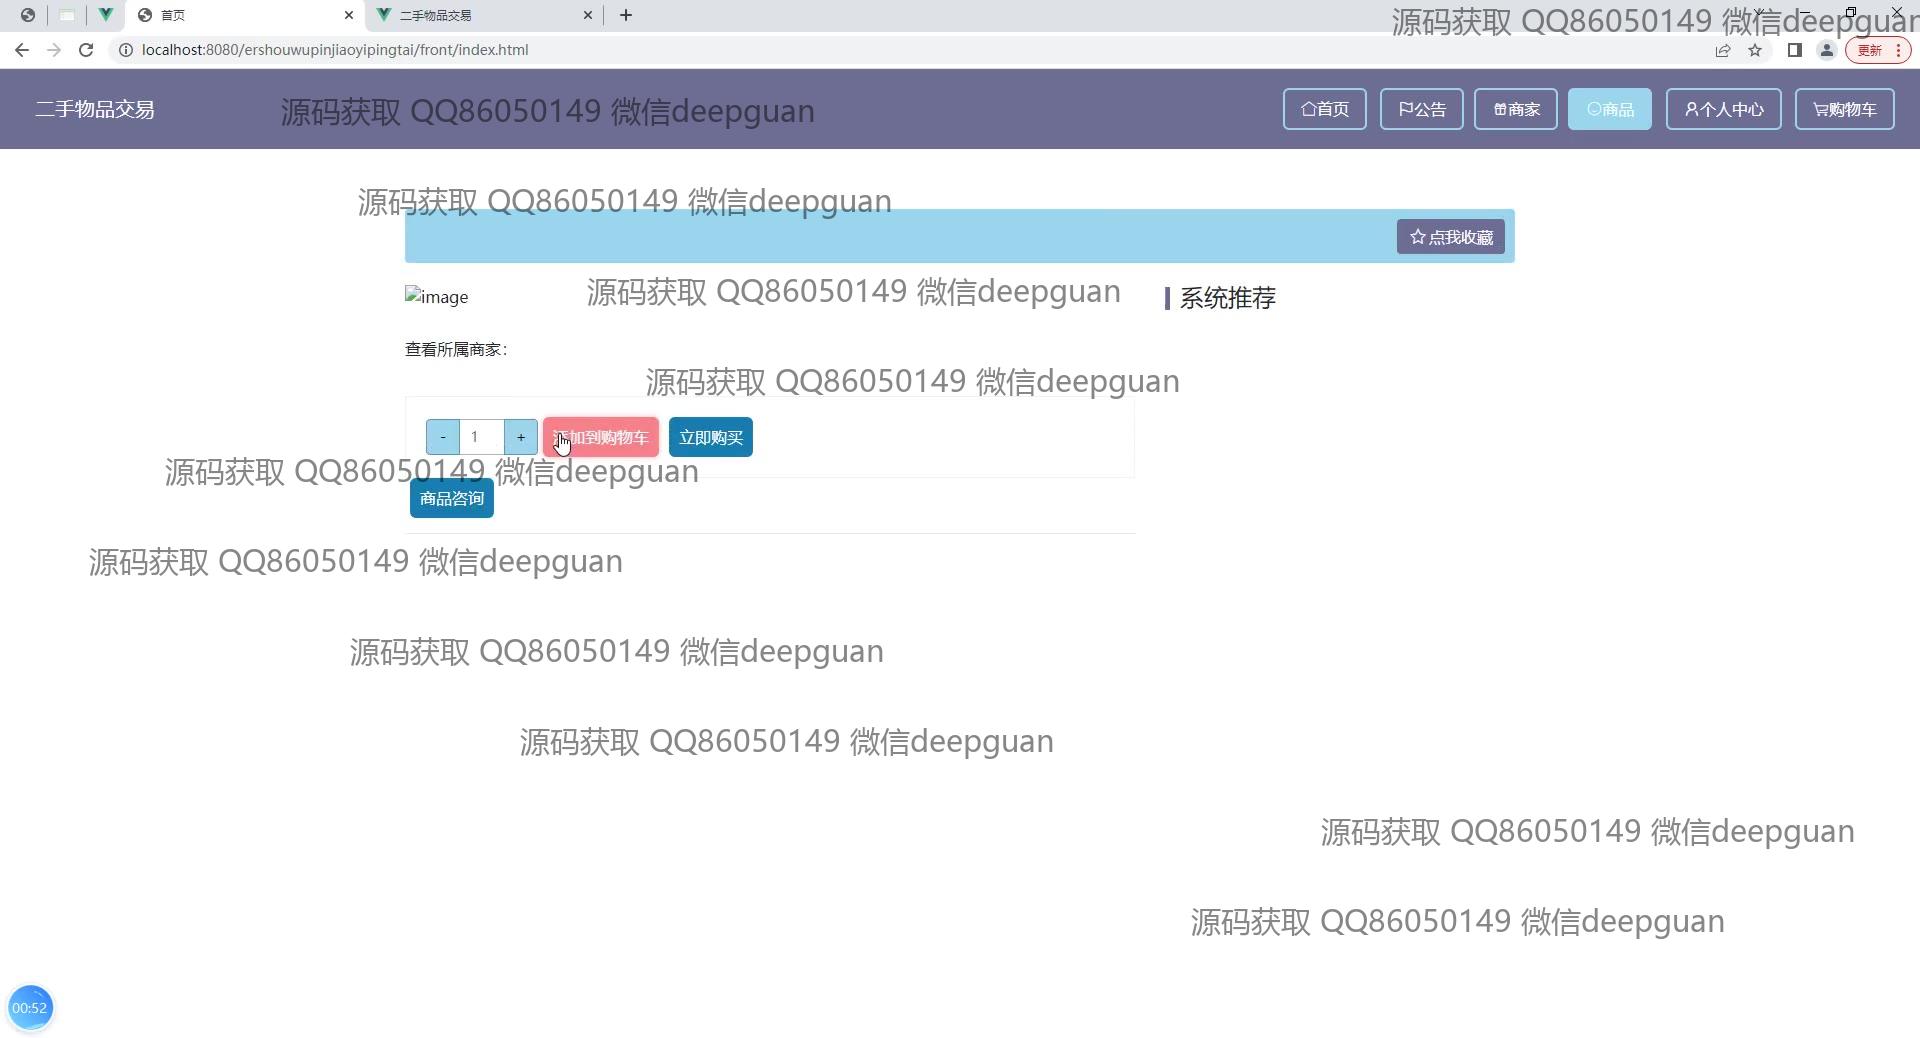 首页
二手物品交易
源码获取 QQ86050149 微信deepguan
localhost:8080/ershouwupinjiaoyipingtai/front/index.html
更新
二手物品交易
源码获取 QQ86050149 微信deepguan
首页
公告
商家
商品
个人中心
购物车
源码获取 QQ86050149 微信deepguan
点我收藏
image
源码获取 QQ86050149 微信deepguan
系统推荐
查看所属商家:
源码获取 QQ86050149 微信deepguan
- 1 +
添加到购物车
立即购买
源码获取 QQ86050149 微信deepguan
商品咨询
源码获取 QQ86050149 微信deepguan
源码获取 QQ86050149 微信deepguan
源码获取 QQ86050149 微信deepguan
源码获取 QQ86050149 微信deepguan
源码获取 QQ86050149 微信deepguan
00:52